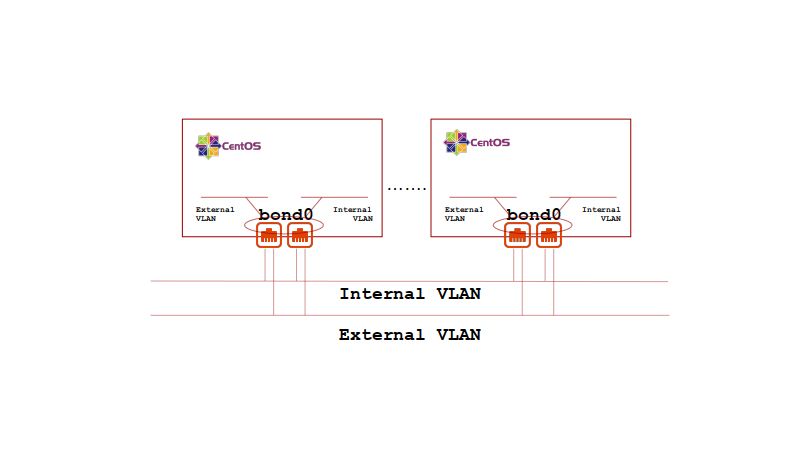 CentOS
CentOS
.......
External
VLAN
bond0
Internal
VLAN
External
VLAN
bond0
Internal
VLAN
Internal VLAN
External VLAN